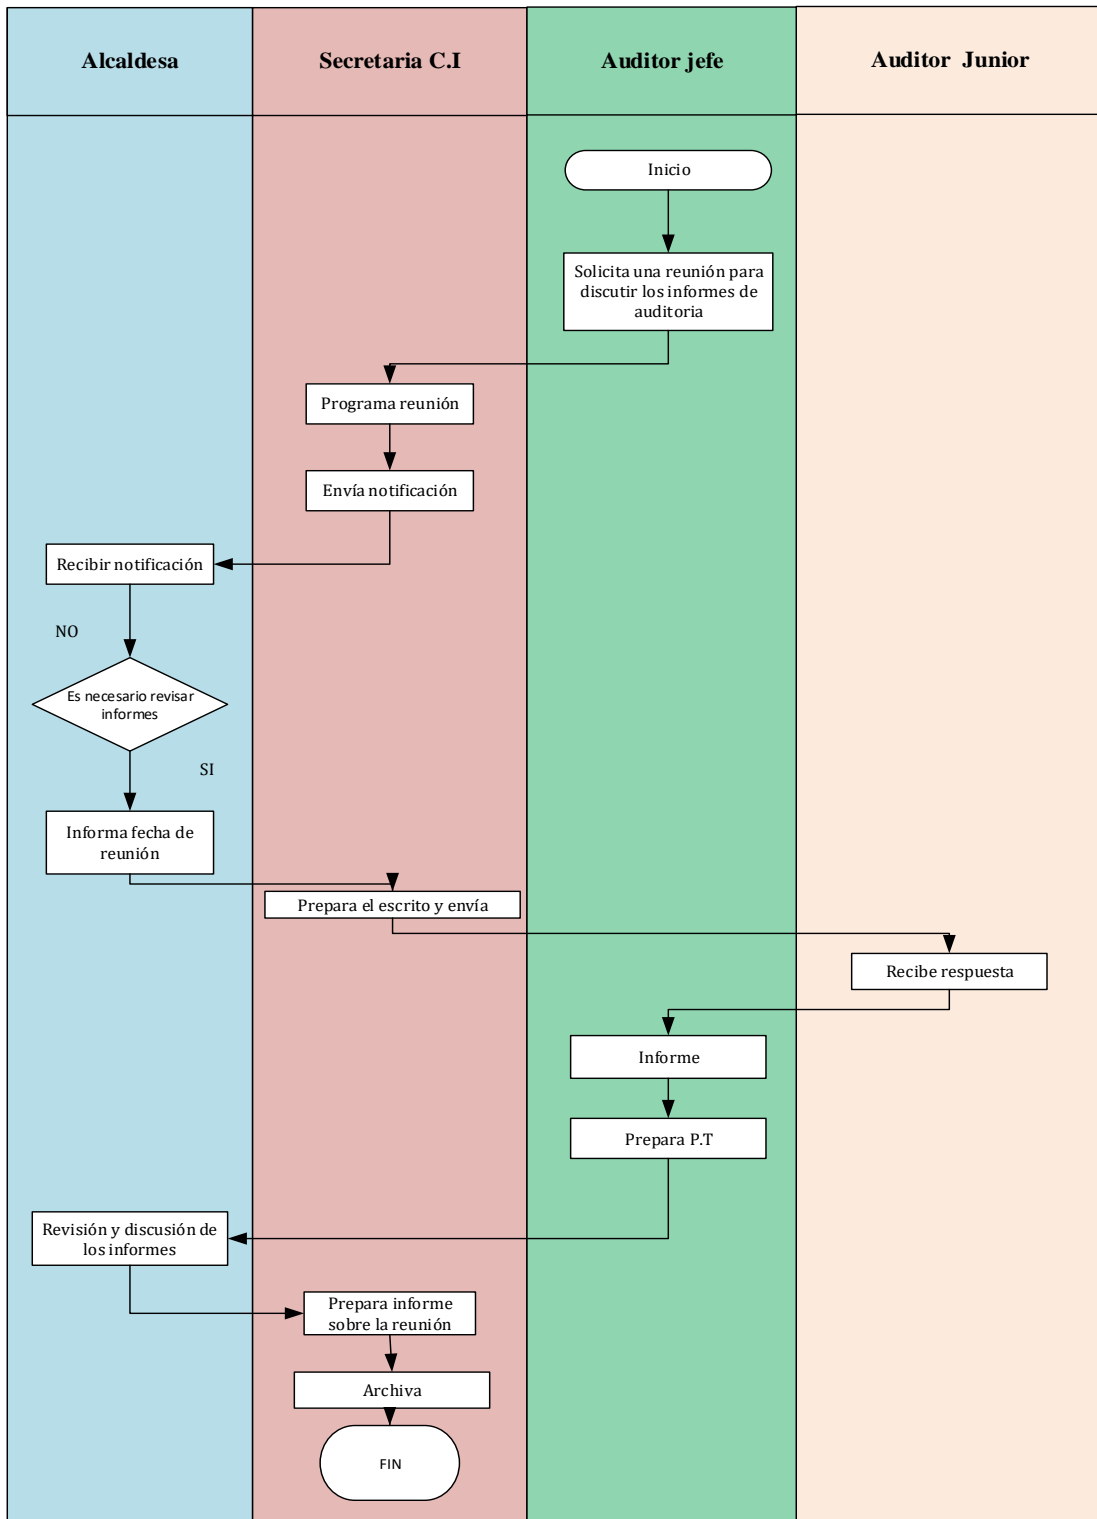 Alcaldesa
Secretaria C.I
Auditor jefe
Auditor Junior
Inicio
Solicita una reunión para
discutir los informes de
auditoria
Programa reunión
Envía notificación
Recibir notificación
NO
Es necesario revisar
informes
SI
Informa fecha de
reunión
Prepara el escrito y envía
Recibe respuesta
Informe
Prepara P.T
Revisión y discusión de
los informes
Prepara informe
sobre la reunión
Archiva
FIN